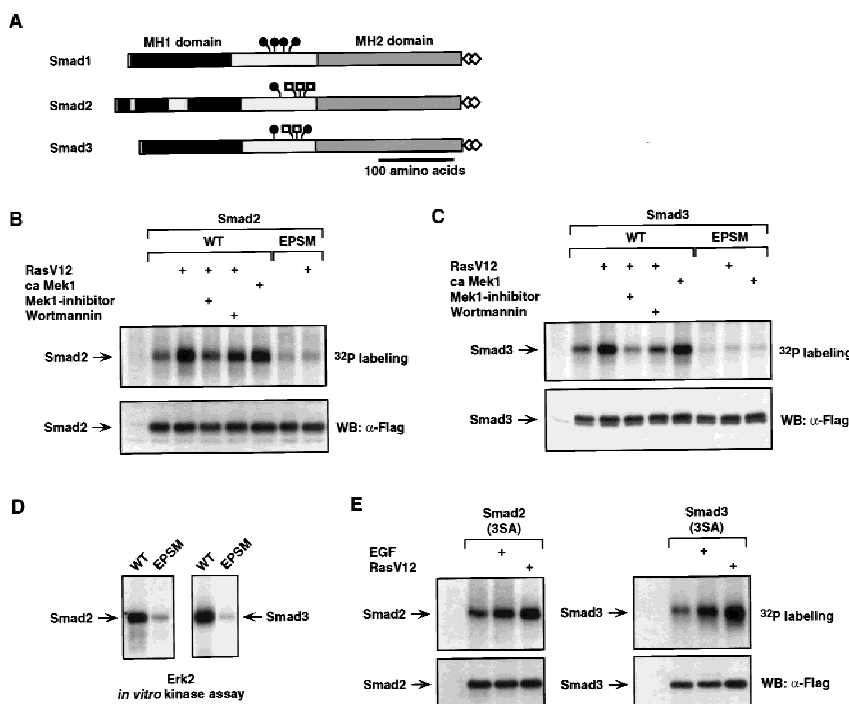 A
MH1 domain
MH2 domain
Smad1
Smad2
Smad3
100 amino acids
B
Smad2
WT
EPSM
RasV12 + + + +
ca Mek1 +
Mek1-inhibitor +
Wortmannin +
Smad2 → 32P labeling
Smad2 → WB: α-Flag
C
Smad3
WT
EPSM
RasV12 + + + +
ca Mek1 + +
Mek1-inhibitor +
Wortmannin +
Smad3 → 32P labeling
Smad3 → WB: α-Flag
D
WT EPSM WT EPSM
Smad2 → ← Smad3
Erk2
in vitro kinase assay
E
Smad2 (3SA)
Smad3 (3SA)
EGF + +
RasV12 + +
Smad2 → Smad3 → 32P labeling
Smad2 → Smad3 → WB: α-Flag